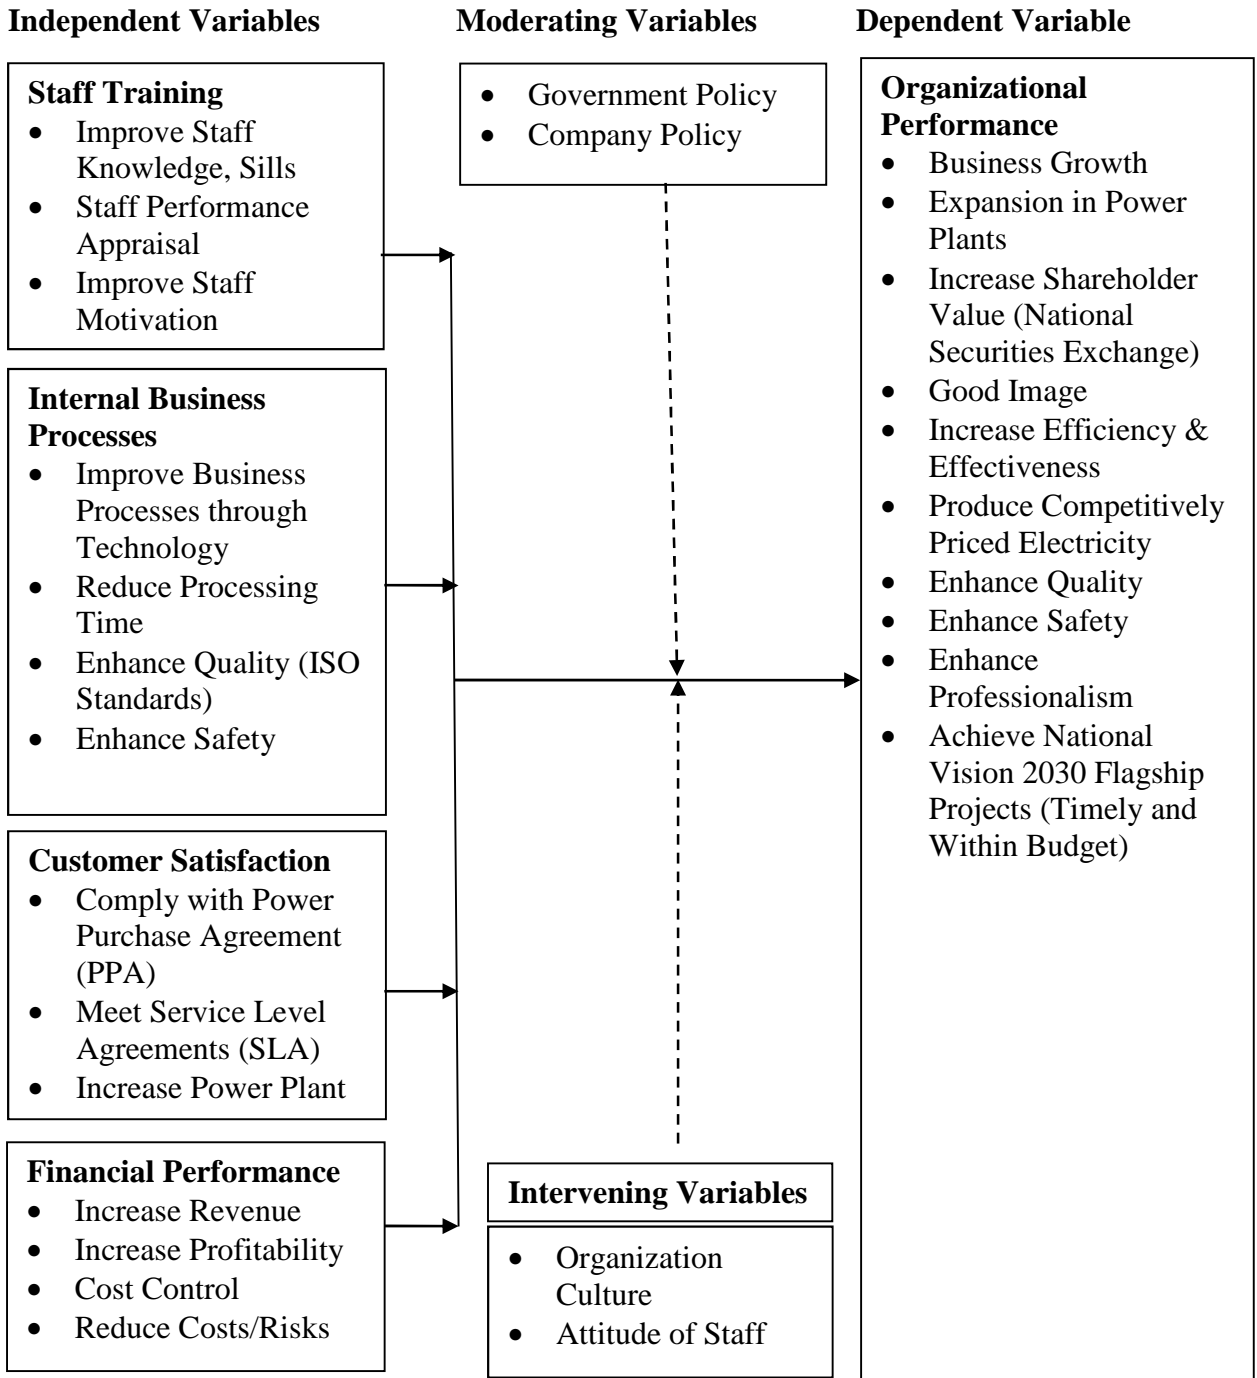 Independent Variables
Staff Training
• Improve Staff
Knowledge, Sills
• Staff Performance
Appraisal
• Improve Staff
Motivation
Internal Business
Processes
• Improve Business
Processes through
Technology
• Reduce Processing
Time
• Enhance Quality (ISO
Standards)
• Enhance Safety
Customer Satisfaction
• Comply with Power
Purchase Agreement
(PPA)
• Meet Service Level
Agreements (SLA)
• Increase Power Plant
Financial Performance
• Increase Revenue
• Increase Profitability
• Cost Control
• Reduce Costs/Risks
Moderating Variables
• Government Policy
• Company Policy
Intervening Variables
• Organization
Culture
• Attitude of Staff
Dependent Variable
Organizational
Performance
• Business Growth
• Expansion in Power
Plants
• Increase Shareholder
Value (National
Securities Exchange)
• Good Image
• Increase Efficiency &
Effectiveness
• Produce Competitively
Priced Electricity
• Enhance Quality
• Enhance Safety
• Enhance
Professionalism
• Achieve National
Vision 2030 Flagship
Projects (Timely and
Within Budget)